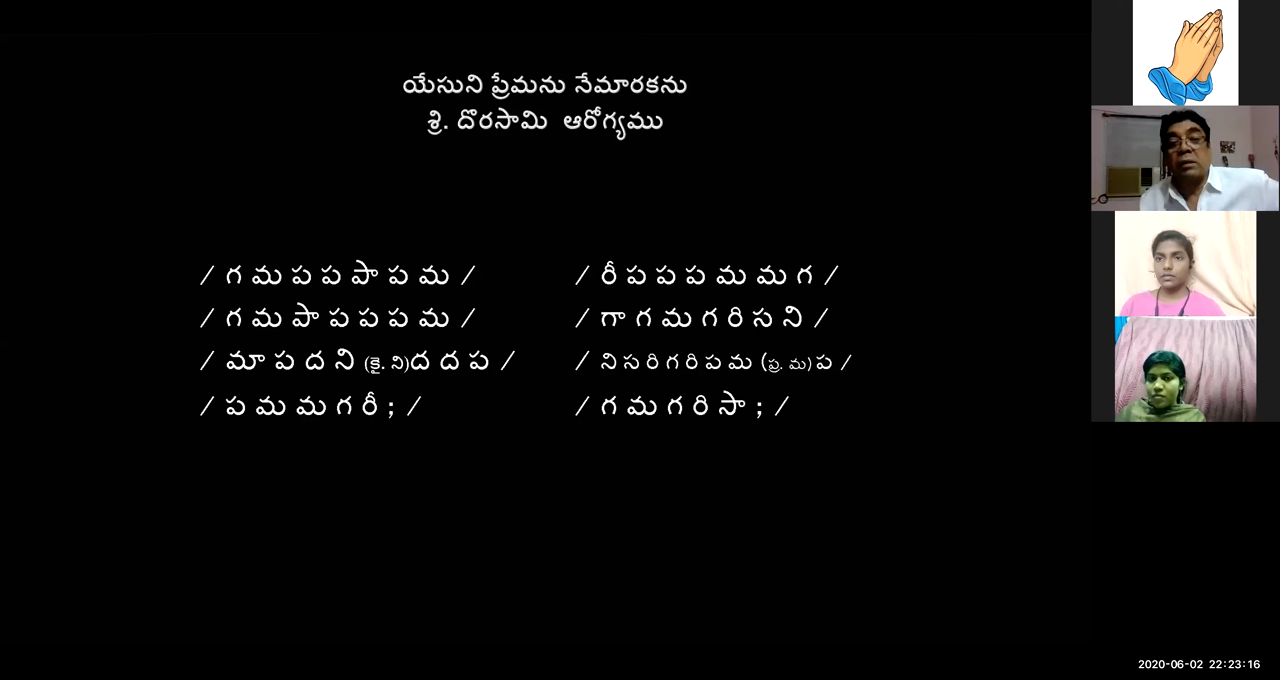 యేసుని ప్రేమను నేమారకను
శ్రి. దొరసామి ఆరోగ్యము
/ గ మ ప ప పా ప మ / / రీ ప ప ప మ మ గ /
/ గ మ పా ప ప ప మ / / గా గ మ గ రి స ని /
/ మా ప ద ని (కై. ని)ద ద ప / / ని స రి గ రి ప మ (ప్ర. మ)ప /
/ ప మ మ గ రీ ; / / గ మ గ రి సా ; /
2020-06-02 22:23:16